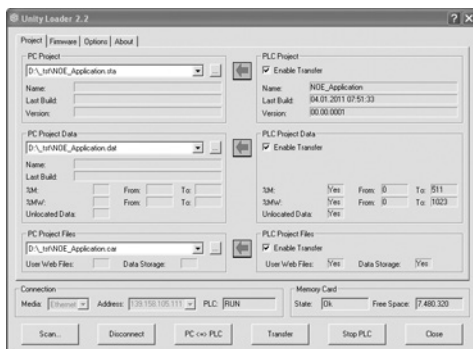 Unity Loader 2.2
Project Firmware Options About
PC Project
D:\_tst\NOE_Application.sta ...
Name:
Last Build:
Version:
PLC Project
Enable Transfer
Name: NOE_Application
Last Build: 04.01.2011 07:51:33
Version: 00.00.0001
PC Project Data
D:\_tst\NOE_Application.dat ...
Name:
Last Build:
%M: From: To:
%MW: From: To:
Unlocated Data:
PLC Project Data
Enable Transfer
%M: Yes From: 0 To: 511
%MW: Yes From: 0 To: 1023
Unlocated Data: Yes
PC Project Files
D:\_tst\NOE_Application.car ...
User Web Files: Data Storage:
PLC Project Files
Enable Transfer
User Web Files: Yes Data Storage: Yes
Connection
Media: Ethernet Address: 139.158.105.111 PLC: RUN
Memory Card
State: Ok Free Space: 7.480.320
Scan... Disconnect PC <=> PLC Transfer Stop PLC Close